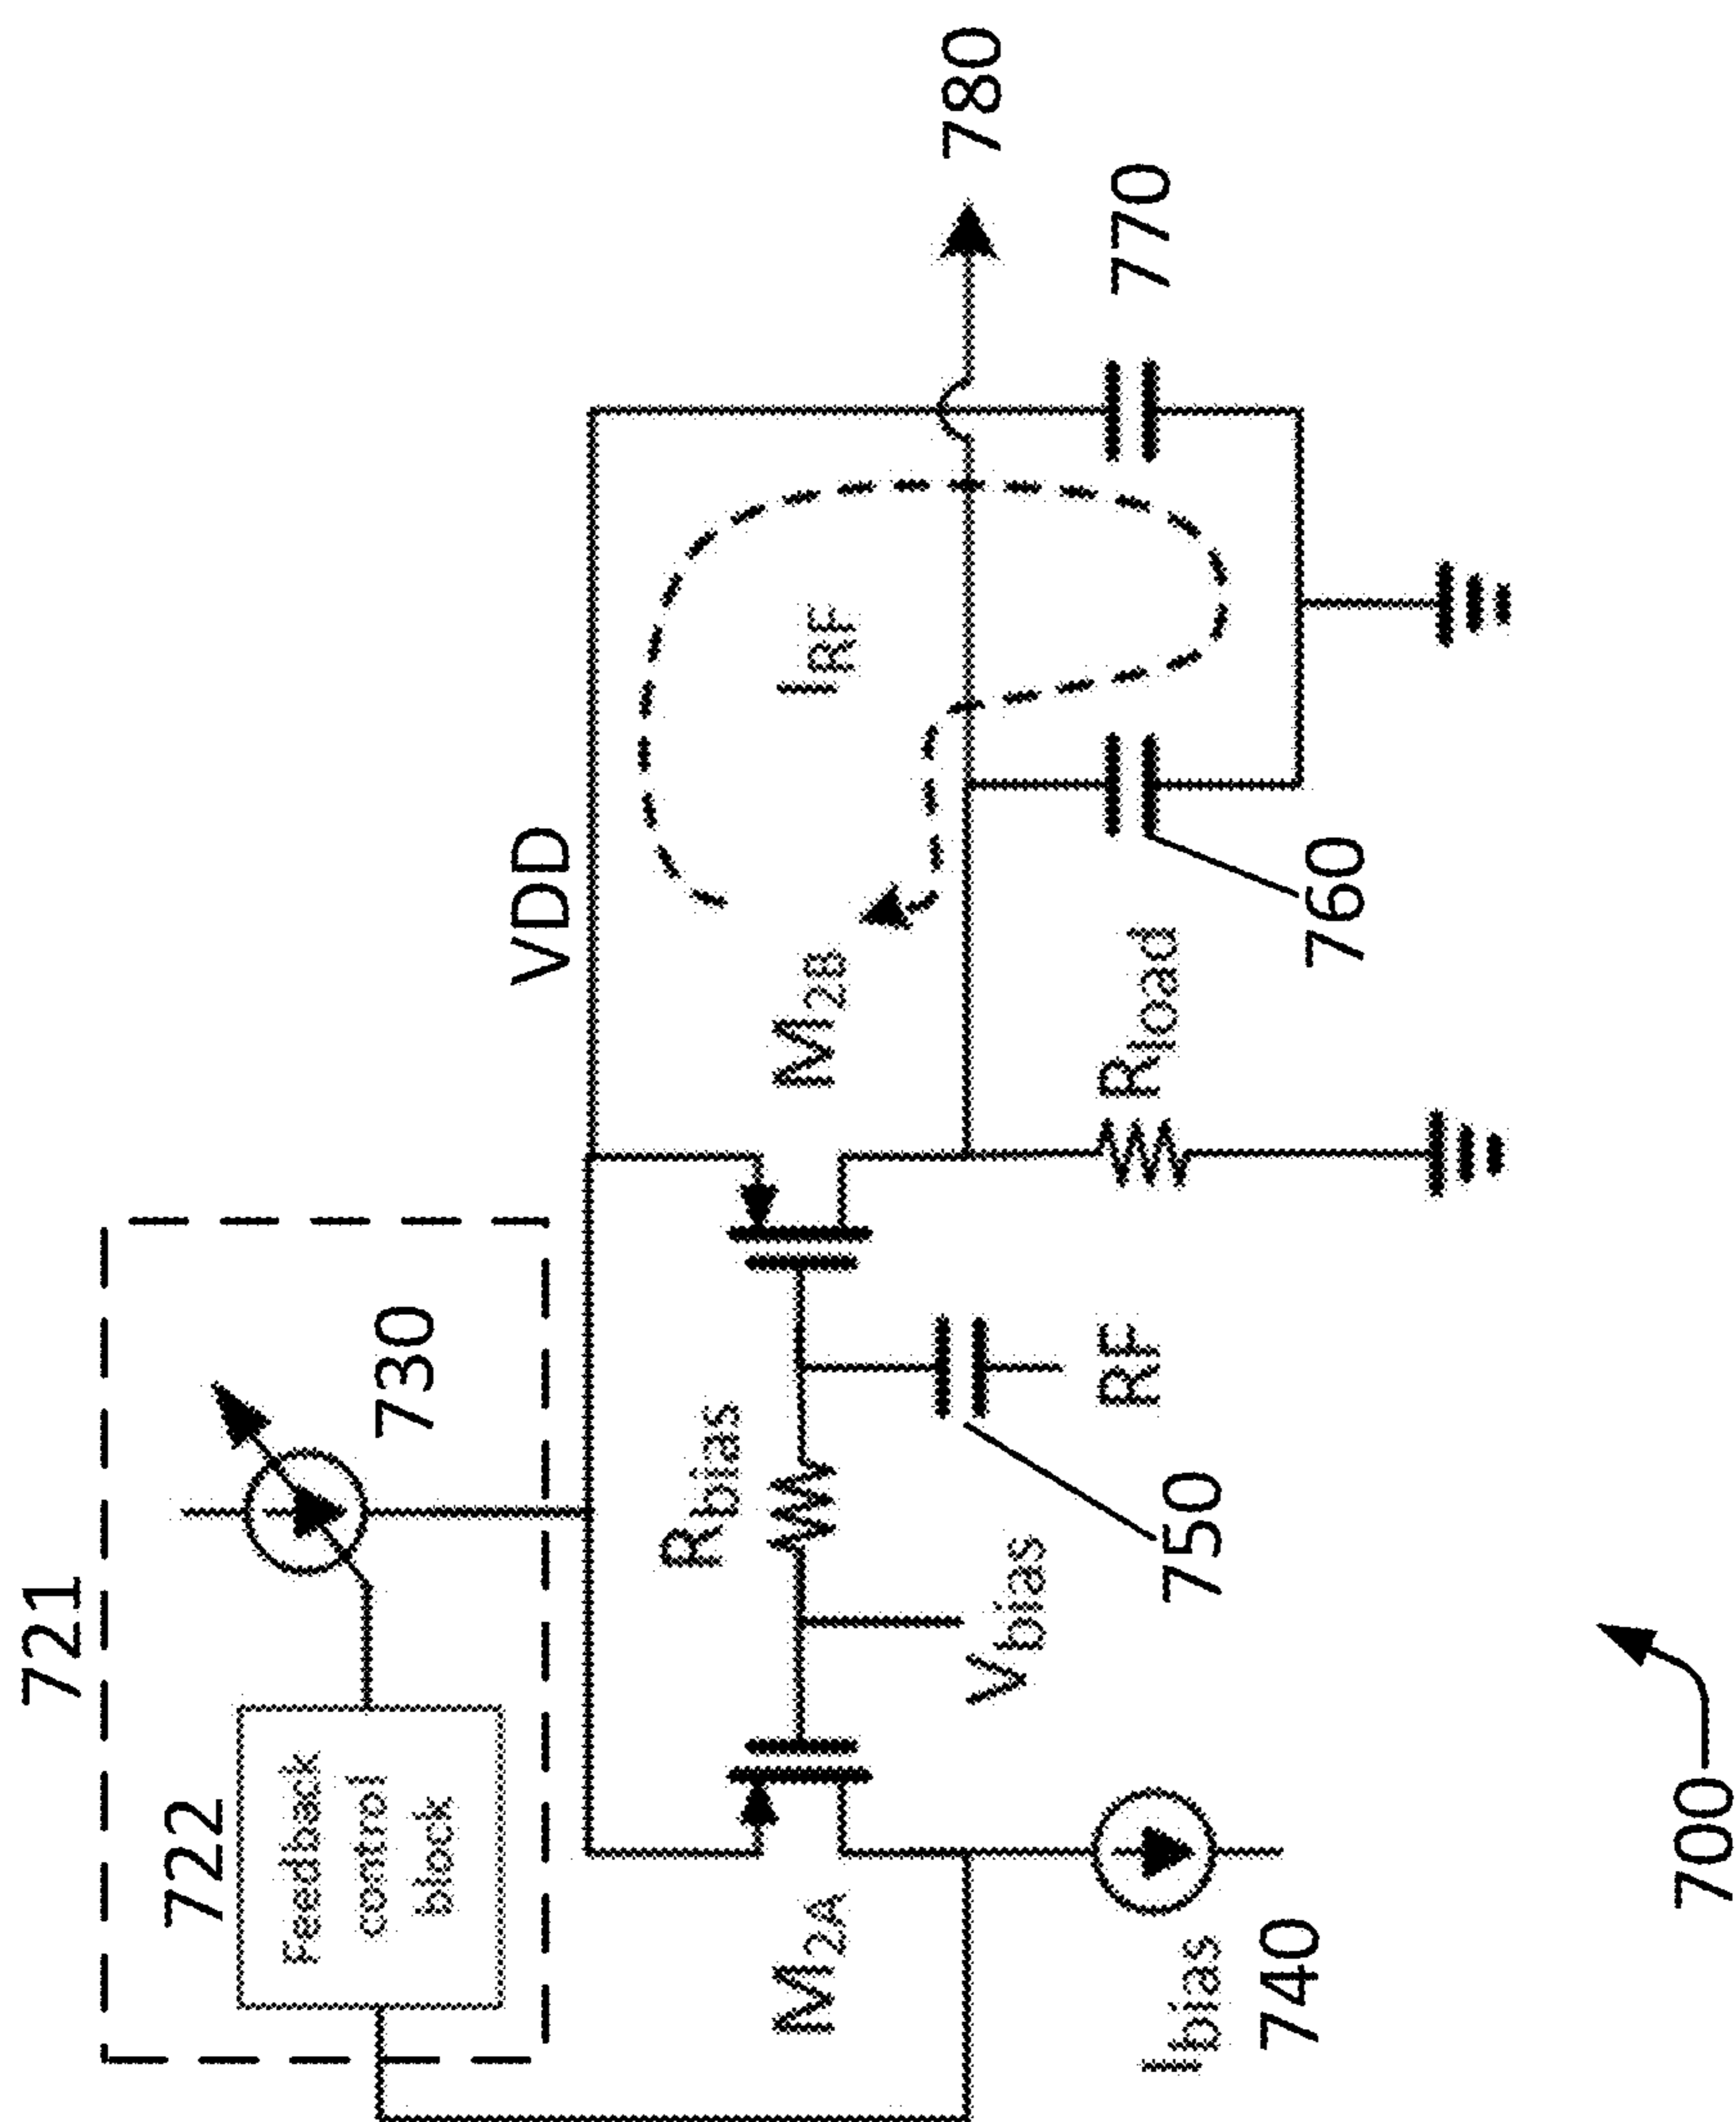 721
722
Feedback
control
block
730
VDD
M2A
Rbias
M2B
IRF
780
Vbias
Ibias
740
750
RF
Rload
760
770
700